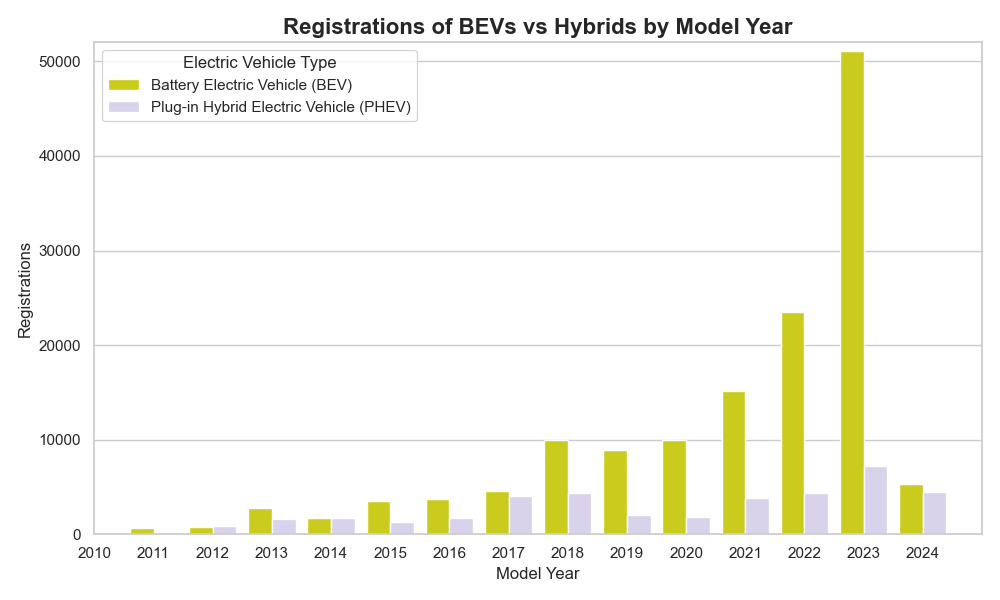 Registrations of BEVs vs Hybrids by Model Year
Electric Vehicle Type
Battery Electric Vehicle (BEV)
Plug-in Hybrid Electric Vehicle (PHEV)
Registrations
50000
40000
30000
20000
10000
0
2010 2011 2012 2013 2014 2015 2016 2017 2018 2019 2020 2021 2022 2023 2024
Model Year